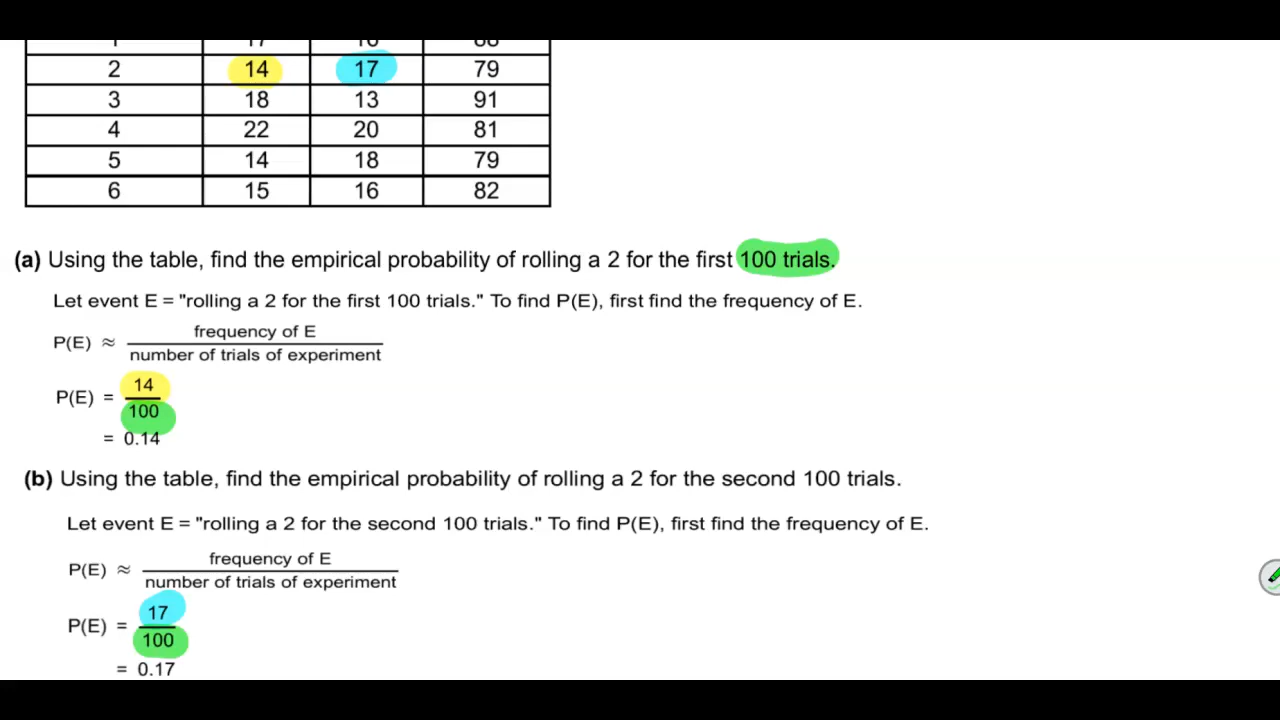 1 17 16 88
2 14 17 79
3 18 13 91
4 22 20 81
5 14 18 79
6 15 16 82
(a) Using the table, find the empirical probability of rolling a 2 for the first 100 trials.
Let event E = "rolling a 2 for the first 100 trials." To find P(E), first find the frequency of E.
P(E) ≈ frequency of E
number of trials of experiment
P(E) = 14
100
= 0.14
(b) Using the table, find the empirical probability of rolling a 2 for the second 100 trials.
Let event E = "rolling a 2 for the second 100 trials." To find P(E), first find the frequency of E.
P(E) ≈ frequency of E
number of trials of experiment
P(E) = 17
100
= 0.17